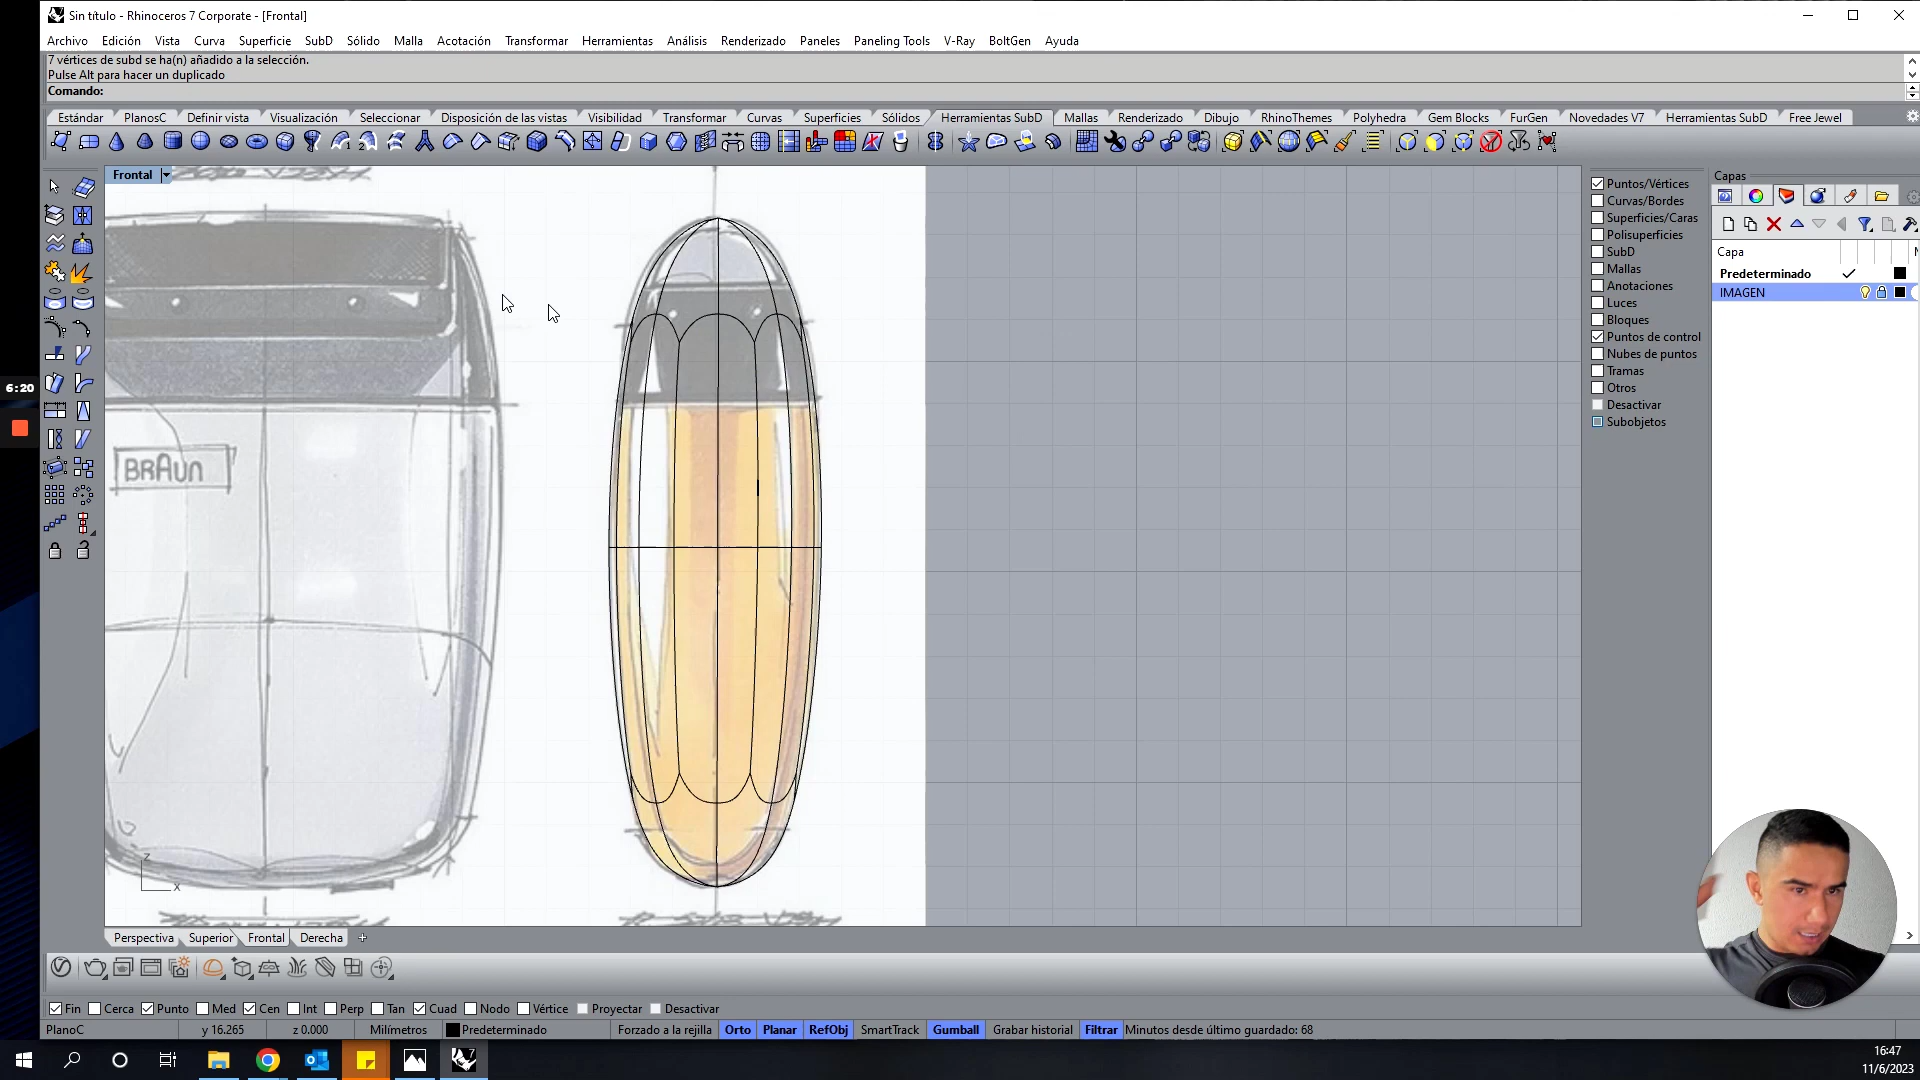 Sin título - Rhinoceros 7 Corporate - [Frontal]
Archivo Edición Vista Curva Superficie SubD Sólido Malla Acotación Transformar Herramientas Análisis Renderizado Paneles Paneling Tools V-Ray BoltGen Ayuda
7 vértices de subd se ha(n) añadido a la selección.
Pulse Alt para hacer un duplicado
Comando:
Estándar PlanosC Definir vista Visualización Seleccionar Disposición de las vistas Visibilidad Transformar Curvas Superficies Sólidos Herramientas SubD Mallas Renderizado Dibujo RhinoThemes Polyhedra Gem Blocks FurGen Novedades V7 Herramientas SubD Free Jewel
Frontal
Capas
Puntos/Vértices
Curvas/Bordes
Superficies/Caras
Polisuperficies
SubD
Mallas
Anotaciones
Luces
Bloques
Puntos de control
Nubes de puntos
Tramas
Otros
Desactivar
Subobjetos
Capa
Predeterminado
IMAGEN
6:20
BRAUN
z
x
Perspectiva Superior Frontal Derecha
Fin Cerca Punto Med Cen Int Perp Tan Cuad Nodo Vértice Proyectar Desactivar
PlanoC y 16.265 z 0.000 Milímetros Predeterminado Forzado a la rejilla Orto Planar RefObj SmartTrack Gumball Grabar historial Filtrar Minutos desde último guardado: 68
16:47
11/6/2023